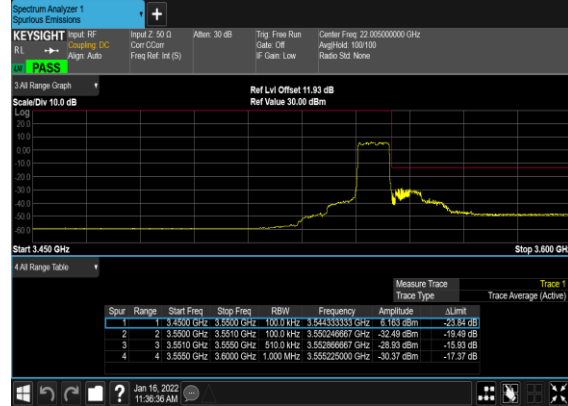 Spectrum Analyzer 1
Spurious Emissions
+
KEYSIGHT Input: RF Input Z: 50 Ω Atten: 30 dB Trig: Free Run Center Freq: 22.005000000 GHz
RL Coupling: DC Corr CCorr Gate: Off Avg|Hold: 100/100
Align: Auto Freq Ref: Int (S) IF Gain: Low Radio Std: None
PASS
3 All Range Graph
Ref Lvl Offset 11.93 dB
Scale/Div 10.0 dB Ref Value 30.00 dBm
Log
20.0
10.0
0.00
-10.0
-20.0
-30.0
-40.0
-50.0
-60.0
Start 3.450 GHz Stop 3.600 GHz
4 All Range Table
Measure Trace Trace 1
Trace Type Trace Average (Active)
Spur Range Start Freq Stop Freq RBW Frequency Amplitude ΔLimit
1 1 3.4500 GHz 3.5500 GHz 100.0 kHz 3.544333333 GHz 6.163 dBm -23.84 dB
2 2 3.5500 GHz 3.5510 GHz 100.0 kHz 3.550246667 GHz -32.49 dBm -19.49 dB
3 3 3.5510 GHz 3.5550 GHz 510.0 kHz 3.552866667 GHz -28.93 dBm -15.93 dB
4 4 3.5550 GHz 3.6000 GHz 1.000 MHz 3.555225000 GHz -30.37 dBm -17.37 dB
?
Jan 16, 2022
11:36:36 AM